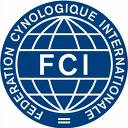 FEDERATION CYNOLOGIQUE INTERNATIONALE
FCI